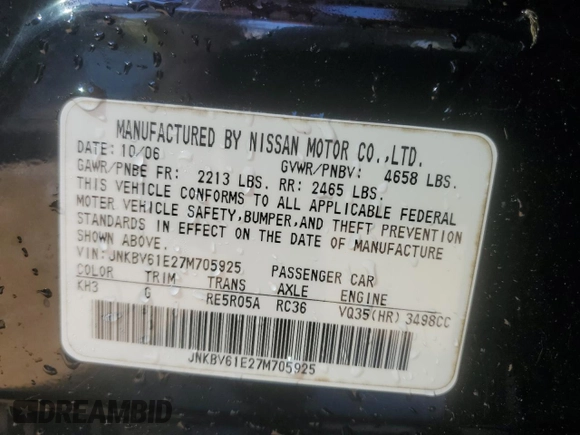 MANUFACTURED BY NISSAN MOTOR CO.,LTD.
DATE: 10/06 GVWR/PNBV: 4658 LBS.
GAWR/PNBE FR: 2213 LBS. RR: 2465 LBS.
THIS VEHICLE CONFORMS TO ALL APPLICABLE FEDERAL
MOTOR VEHICLE SAFETY,BUMPER,AND THEFT PREVENTION
STANDARDS IN EFFECT ON THE DATE OF MANUFACTURE
SHOWN ABOVE.
VIN:JNKBV61E27M705925 PASSENGER CAR
COLOR TRIM TRANS AXLE ENGINE
KH3 G RE5R05A RC36 VQ35(HR) 3498CC
JNKBV61E27M705925
DREAMBID